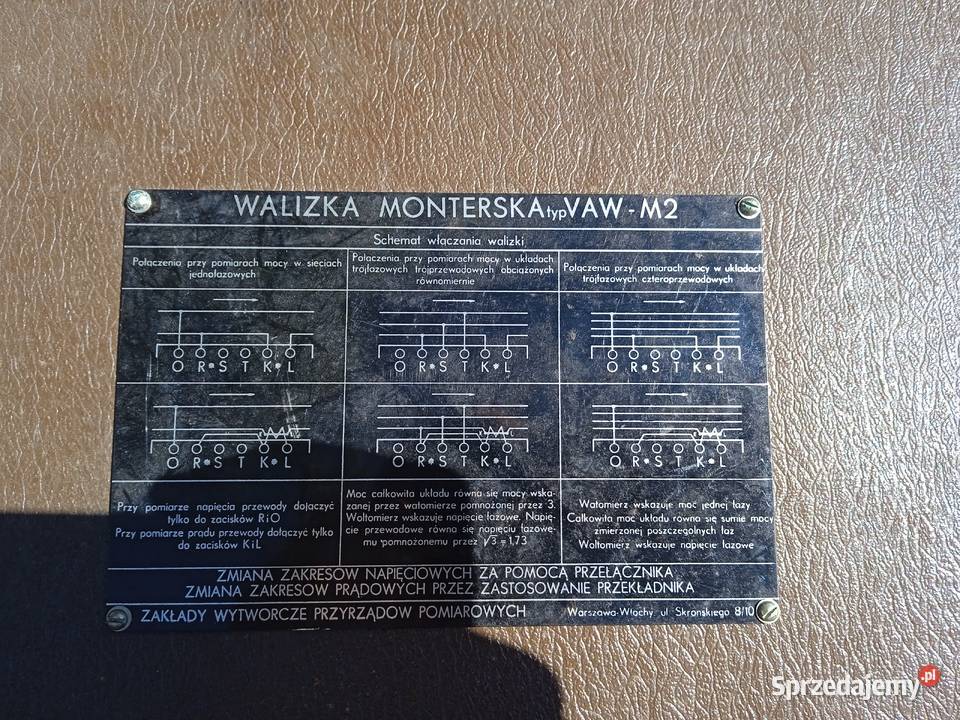 WALIZKA MONTERSKA typ VAW - M2
Schemat włączania walizki
Połączenia przy pomiarach mocy w sieciach
jednofazowych
Połączenia przy pomiarach mocy w układach
trójfazowych trójprzewodowych obciążonych
równomiernie
Połączenia przy pomiarach mocy w układach
trójfazowych czteroprzewodowych
O R S T K L
O R S T K L
O R S T K L
O R S T K L
O R S T K L
O R S T K L
Przy pomiarze napięcia przewody dołączyć
tylko do zacisków R i O
Przy pomiarze prądu przewody dołączyć tylko
do zacisków K i L
Moc całkowita układu równa się mocy wska-
zanej przez watomierz pomnożonej przez 3.
Woltomierz wskazuje napięcie fazowe. Napię-
cie przewodowe równa się napięciu fazowe-
mu pomnożonemu przez √3 = 1,73
Watomierz wskazuje moc jednej fazy
Całkowita moc układu równa się sumie mocy
zmierzonej poszczególnych faz
Woltomierz wskazuje napięcie fazowe
ZMIANA ZAKRESÓW NAPIĘCIOWYCH ZA POMOCĄ PRZEŁĄCZNIKA
ZMIANA ZAKRESÓW PRĄDOWYCH PRZEZ ZASTOSOWANIE PRZEKŁADNIKA
ZAKŁADY WYTWÓRCZE PRZYRZĄDÓW POMIAROWYCH Warszawa-Włochy, ul. Skrońskiego 8/10
Sprzedajemy.pl